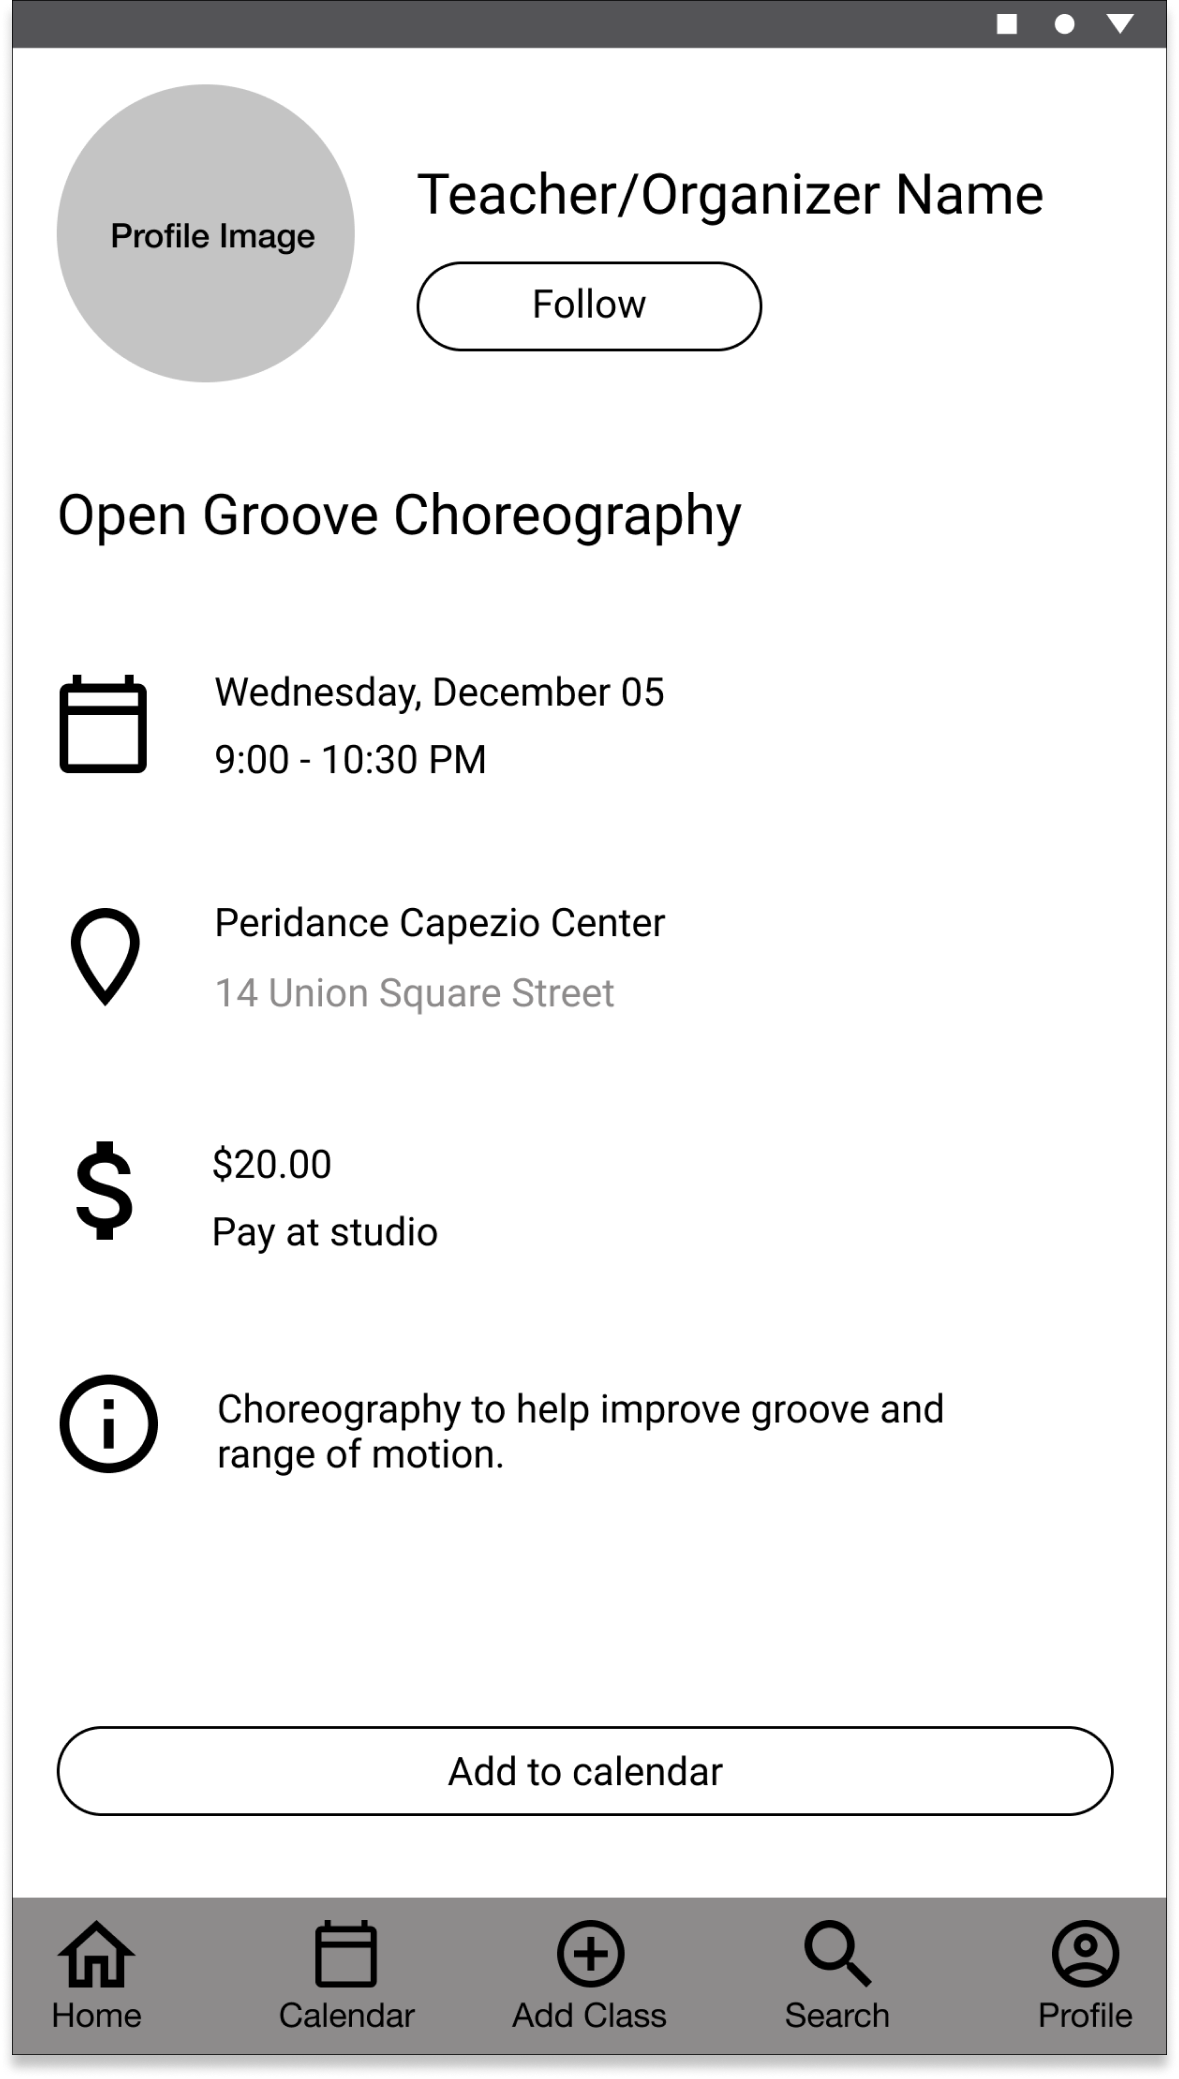 Profile Image
Teacher/Organizer Name
Follow
Open Groove Choreography
Wednesday, December 05
9:00 - 10:30 PM
Peridance Capezio Center
14 Union Square Street
$20.00
Pay at studio
Choreography to help improve groove and
range of motion.
Add to calendar
Home
Calendar
Add Class
Search
Profile